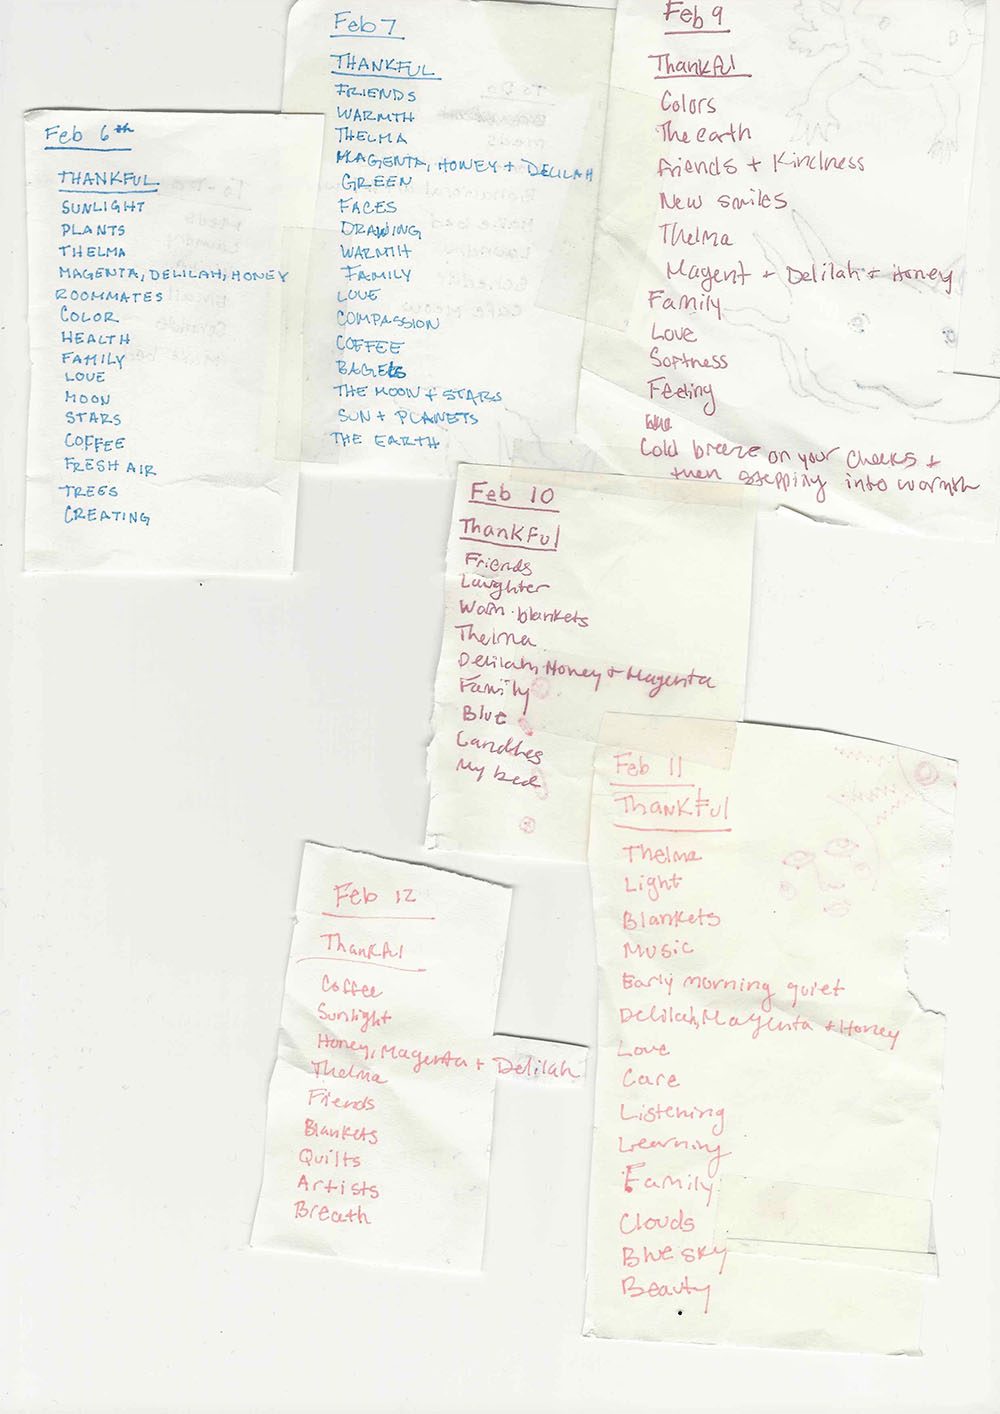 Feb 6th
THANKFUL
SUNLIGHT
PLANTS
THELMA
MAGENTA, DELILAH, HONEY
ROOMMATES
COLOR
HEALTH
FAMILY
LOVE
MOON
STARS
COFFEE
FRESH AIR
TREES
CREATING
Feb 7
THANKFUL
FRIENDS
WARMTH
THELMA
MAGENTA, HONEY + DELILAH
GREEN
FACES
DRAWING
WARMTH
FAMILY
LOVE
COMPASSION
COFFEE
BAGELS
THE MOON + STARS
SUN + PLANETS
THE EARTH
Feb 9
Thankful
Colors
The earth
Friends + Kindness
New smiles
Thelma
Magent + Delilah + Honey
Family
Love
Softness
Feeling
Cold breeze on your cheeks +
then stepping into warmth
Feb 10
Thankful
Friends
Laughter
Warm blankets
Thelma
Delilah, Honey + Magenta
Family
Blue
Candles
My bed
Feb 11
Thankful
Thelma
Light
Blankets
Music
Early morning quiet
Delilah, Magenta + Honey
Love
Care
Listening
Learning
Family
Clouds
Blue sky
Beauty
Feb 12
Thankful
Coffee
Sunlight
Honey, Magenta + Delilah
Thelma
Friends
Blankets
Quilts
Artists
Breath